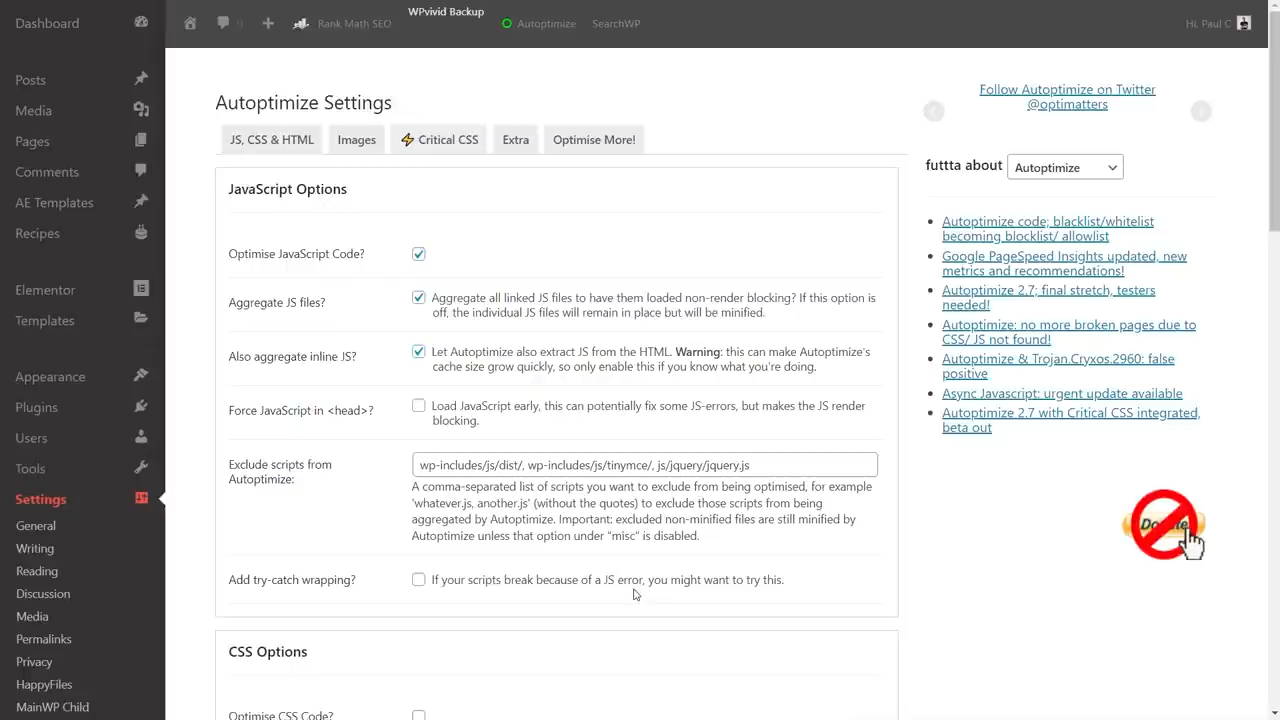 Dashboard
Posts
Media
Pages
Comments
AE Templates
Recipes
Elementor
Templates
Appearance
Plugins
Users
Tools
Settings
General
Writing
Reading
Discussion
Media
Permalinks
Privacy
HappyFiles
MainWP Child
0
Rank Math SEO
WPvivid Backup
Autoptimize
SearchWP
Hi, Paul C
Autoptimize Settings
JS, CSS & HTML
Images
Critical CSS
Extra
Optimise More!
JavaScript Options
Optimise JavaScript Code?
Aggregate JS files?
Aggregate all linked JS files to have them loaded non-render blocking? If this option is
off, the individual JS files will remain in place but will be minified.
Also aggregate inline JS?
Let Autoptimize also extract JS from the HTML. Warning: this can make Autoptimize's
cache size grow quickly, so only enable this if you know what you're doing.
Force JavaScript in <head>?
Load JavaScript early, this can potentially fix some JS-errors, but makes the JS render
blocking.
Exclude scripts from
Autoptimize:
wp-includes/js/dist/, wp-includes/js/tinymce/, js/jquery/jquery.js
A comma-separated list of scripts you want to exclude from being optimised, for example
'whatever.js, another.js' (without the quotes) to exclude those scripts from being
aggregated by Autoptimize. Important: excluded non-minified files are still minified by
Autoptimize unless that option under "misc" is disabled.
Add try-catch wrapping?
If your scripts break because of a JS error, you might want to try this.
CSS Options
Optimise CSS Code?
Follow Autoptimize on Twitter
@optimatters
futtta about
Autoptimize
Autoptimize code; blacklist/whitelist
becoming blocklist/ allowlist
Google PageSpeed Insights updated, new
metrics and recommendations!
Autoptimize 2.7; final stretch, testers
needed!
Autoptimize: no more broken pages due to
CSS/ JS not found!
Autoptimize & Trojan.Cryxos.2960: false
positive
Async Javascript: urgent update available
Autoptimize 2.7 with Critical CSS integrated,
beta out
Donate